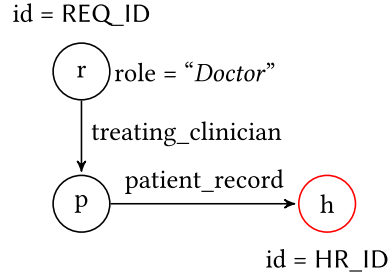 id = REQ_ID
r role = “Doctor”
treating_clinician
patient_record
p h
id = HR_ID